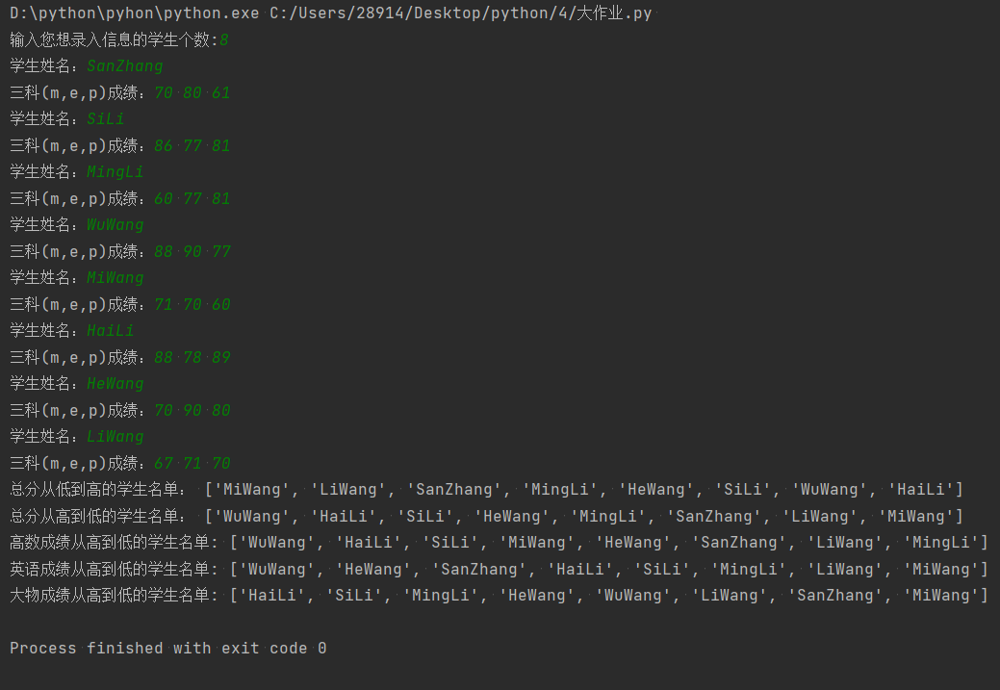 D:\python\pyhon\python.exe C:/Users/28914/Desktop/python/4/大作业.py
输入您想录入信息的学生个数:8
学生姓名：SanZhang
三科(m,e,p)成绩：70 80 61
学生姓名：SiLi
三科(m,e,p)成绩：86 77 81
学生姓名：MingLi
三科(m,e,p)成绩：60 77 81
学生姓名：WuWang
三科(m,e,p)成绩：88 90 77
学生姓名：MiWang
三科(m,e,p)成绩：71 70 60
学生姓名：HaiLi
三科(m,e,p)成绩：88 78 89
学生姓名：HeWang
三科(m,e,p)成绩：70 90 80
学生姓名：LiWang
三科(m,e,p)成绩：67 71 70
总分从低到高的学生名单： ['MiWang', 'LiWang', 'SanZhang', 'MingLi', 'HeWang', 'SiLi', 'WuWang', 'HaiLi']
总分从高到低的学生名单： ['WuWang', 'HaiLi', 'SiLi', 'HeWang', 'MingLi', 'SanZhang', 'LiWang', 'MiWang']
高数成绩从高到低的学生名单: ['WuWang', 'HaiLi', 'SiLi', 'MiWang', 'HeWang', 'SanZhang', 'LiWang', 'MingLi']
英语成绩从高到低的学生名单: ['WuWang', 'HeWang', 'SanZhang', 'HaiLi', 'SiLi', 'MingLi', 'LiWang', 'MiWang']
大物成绩从高到低的学生名单: ['HaiLi', 'SiLi', 'MingLi', 'HeWang', 'WuWang', 'LiWang', 'SanZhang', 'MiWang']
Process finished with exit code 0